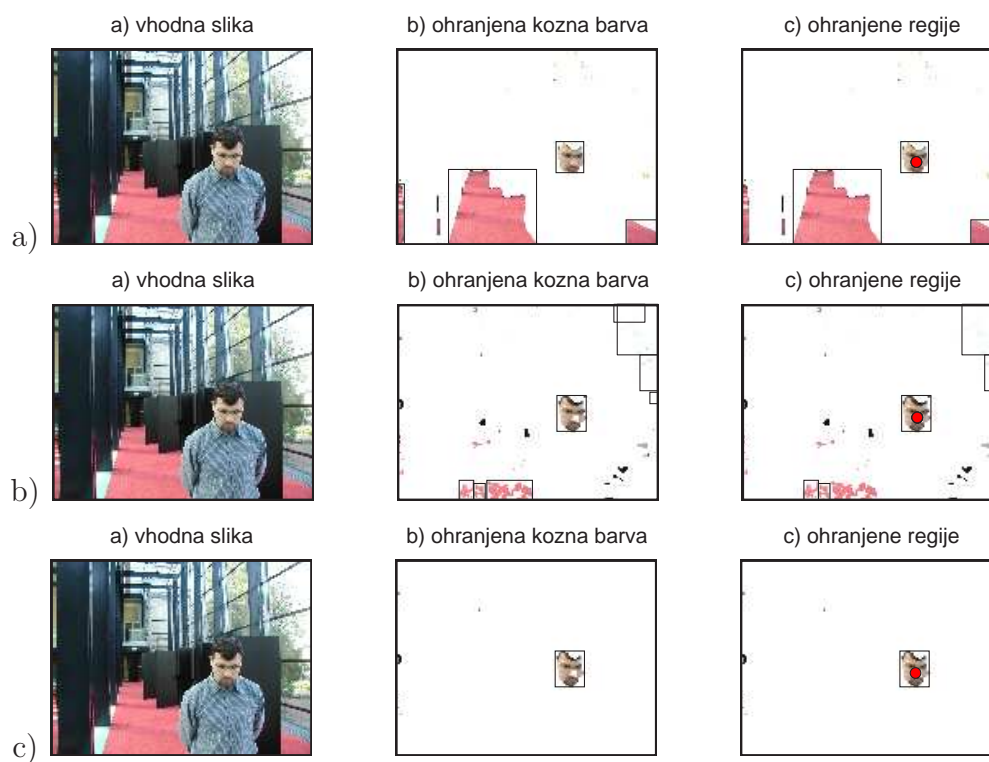 a) vhodna slika b) ohranjena kozna barva c) ohranjene regije
a)
a) vhodna slika b) ohranjena kozna barva c) ohranjene regije
b)
a) vhodna slika b) ohranjena kozna barva c) ohranjene regije
c)